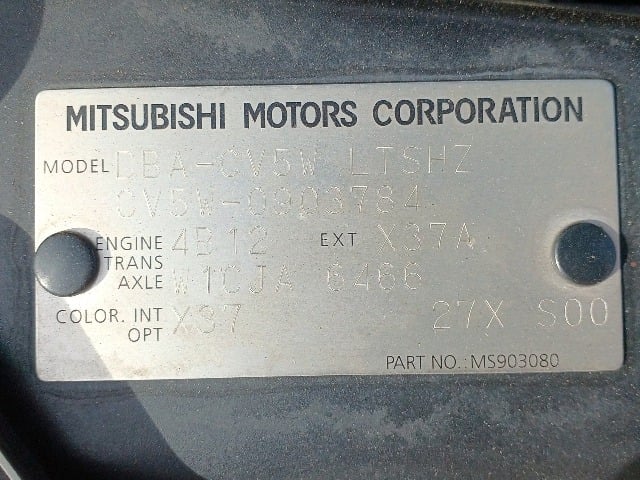 MITSUBISHI MOTORS CORPORATION
MODEL DBA-CV5W LTSHZ
CV5W-0903784
ENGINE 4B12 EXT X37A
TRANS
AXLE W1CJA 6466
COLOR. INT
OPT X37 27X S00
PART NO.: MS903080